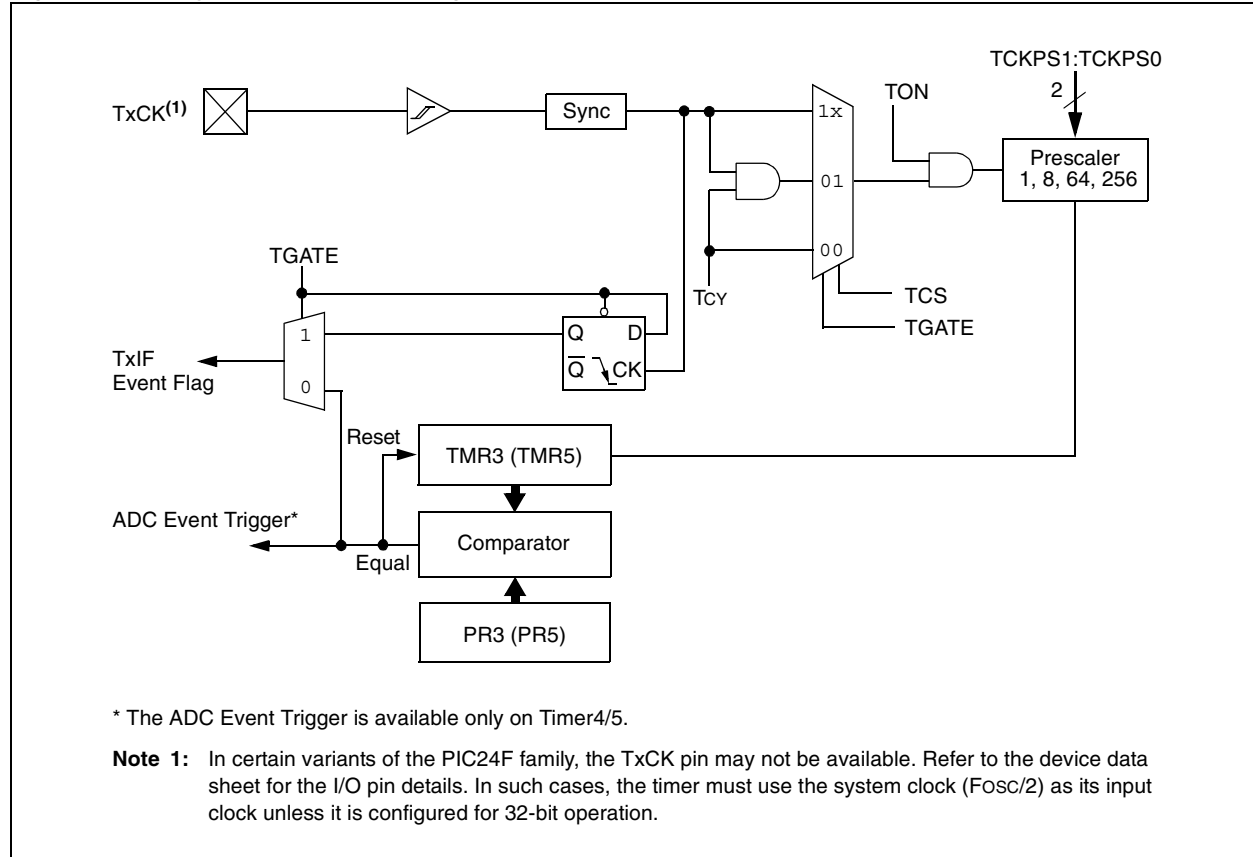 TCKPS1:TCKPS0
2
TON
TxCK(1)
Sync
1x
Prescaler
1, 8, 64, 256
01
00
TGATE
TCY
TCS
TGATE
1
Q D
Q CK
TxIF
Event Flag
0
Reset
TMR3 (TMR5)
ADC Event Trigger*
Comparator
Equal
PR3 (PR5)
* The ADC Event Trigger is available only on Timer4/5.
Note 1: In certain variants of the PIC24F family, the TxCK pin may not be available. Refer to the device data
sheet for the I/O pin details. In such cases, the timer must use the system clock (FOSC/2) as its input
clock unless it is configured for 32-bit operation.